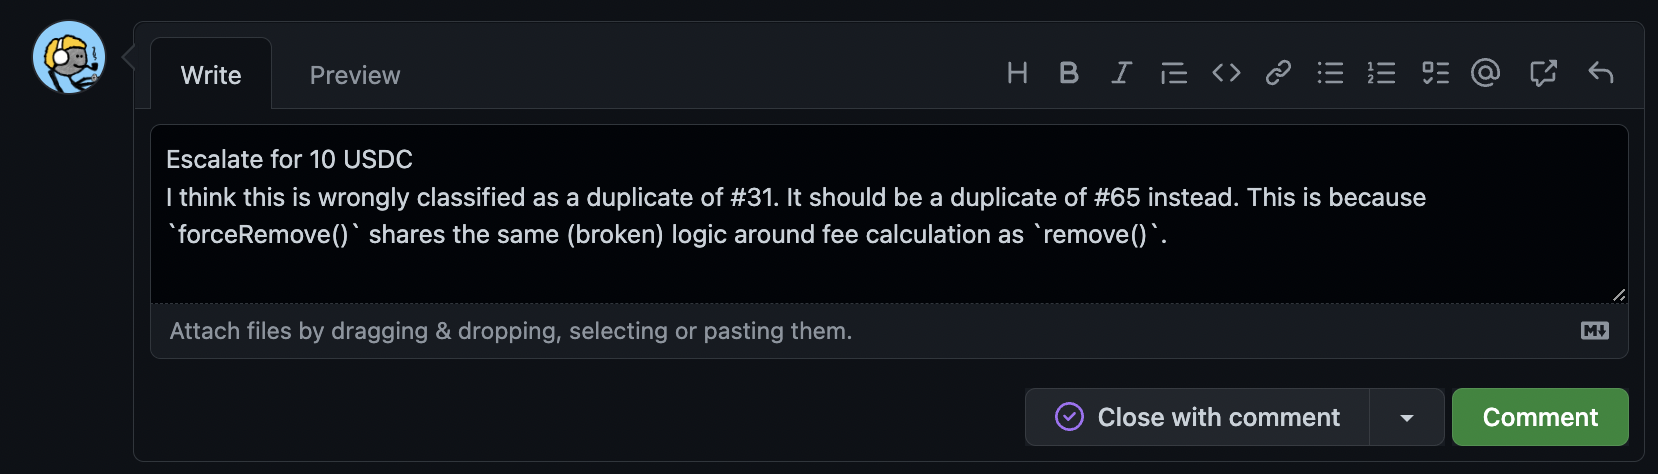 Write
Preview
Escalate for 10 USDC
I think this is wrongly classified as a duplicate of #31. It should be a duplicate of #65 instead. This is because
`forceRemove()` shares the same (broken) logic around fee calculation as `remove()`.
Attach files by dragging & dropping, selecting or pasting them.
Close with comment
Comment